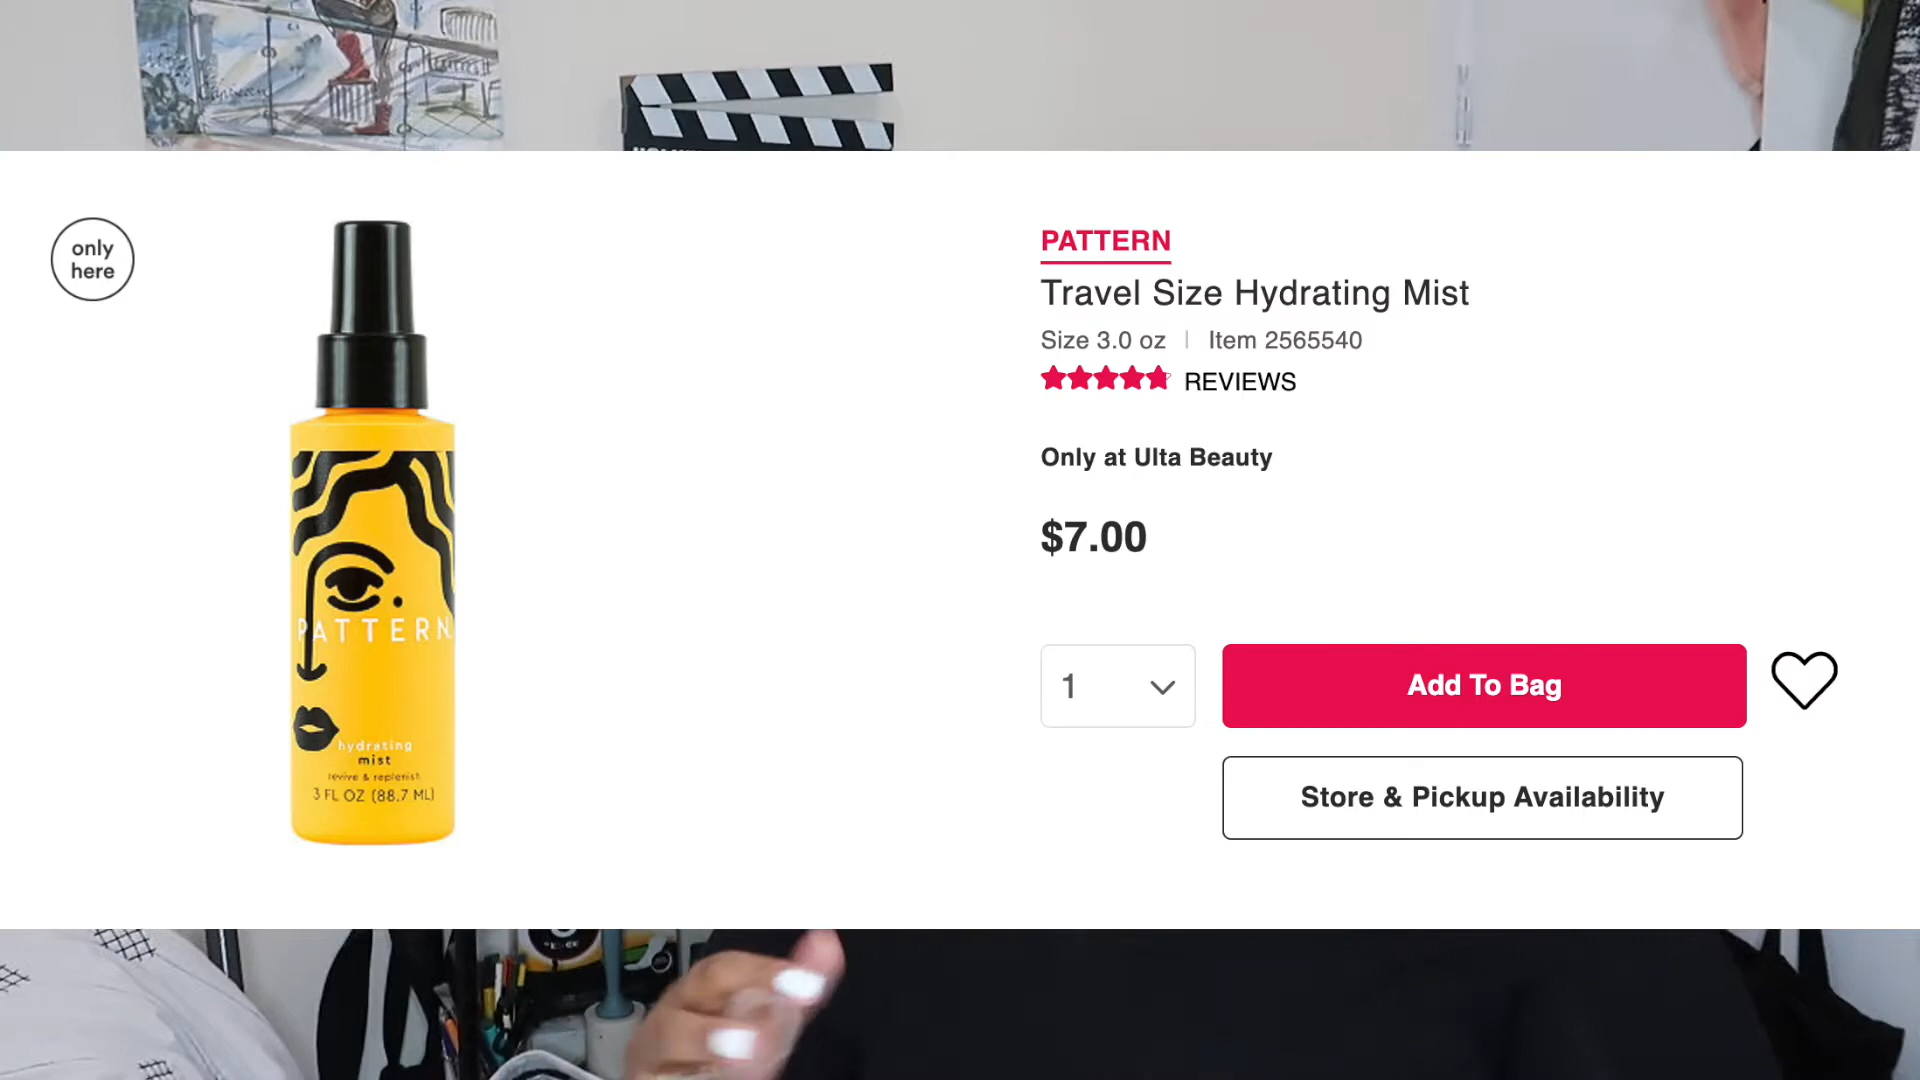 only
here
PATTERN
Travel Size Hydrating Mist
Size 3.0 oz | Item 2565540
REVIEWS
Only at Ulta Beauty
$7.00
1
Add To Bag
Store & Pickup Availability
PATTERN
hydrating
mist
revive & replenish
3 FL OZ (88.7 ML)